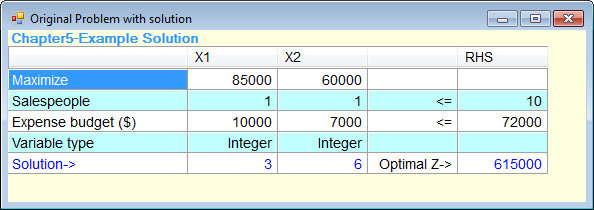 Original Problem with solution
Chapter5-Example Solution
X1 X2 RHS
Maximize 85000 60000
Salespeople 1 1 <= 10
Expense budget ($) 10000 7000 <= 72000
Variable type Integer Integer
Solution-> 3 6 Optimal Z-> 615000